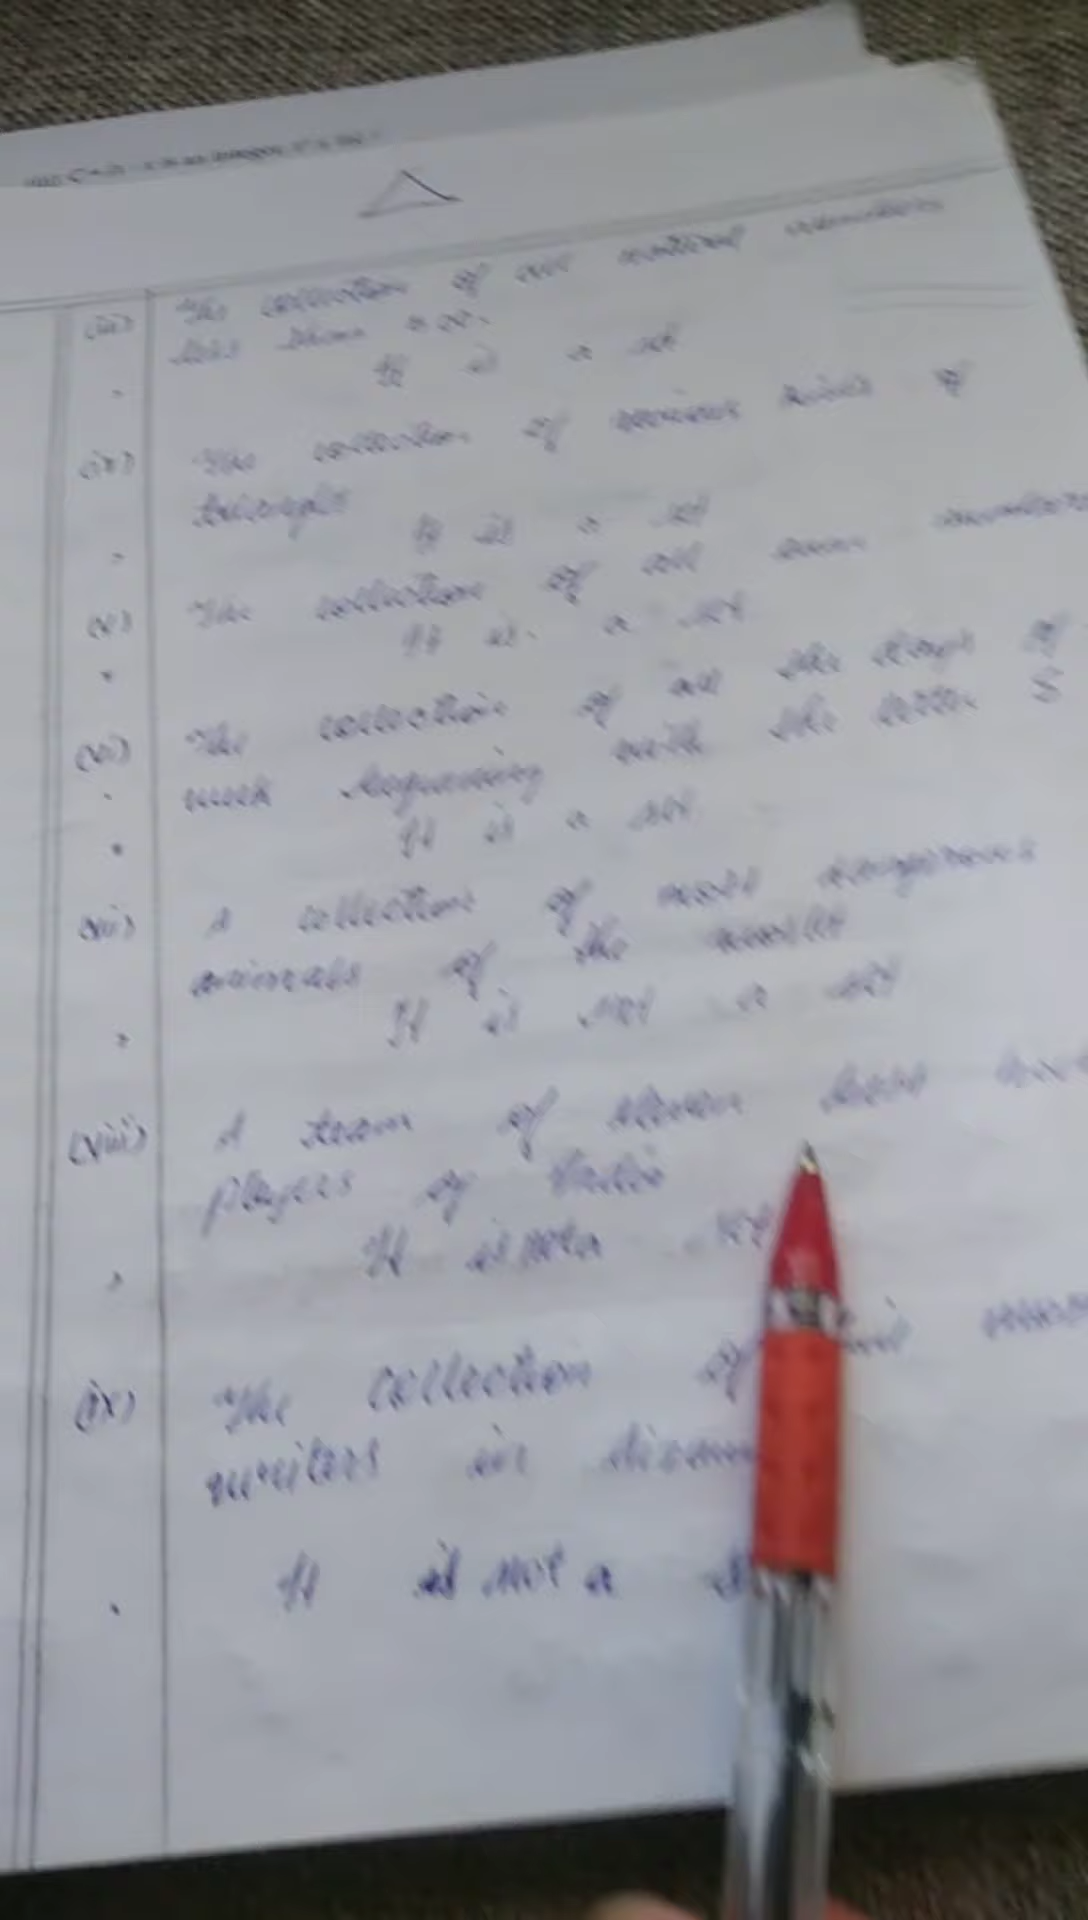 (iii) The collection of all natural numbers
less than
It is a set
(iv) The collection of various kinds of
triangle
It is a set
(v) The collection of all even numbers
It is a set
(vi) The collection of all the days of
week beginning with the letter S
It is a set
(vii) A collection of most dangerous
animals of the world
It is not a set
(viii) A team of eleven best
players of India
It is not a set
(ix) The collection of
writers in
It is not a